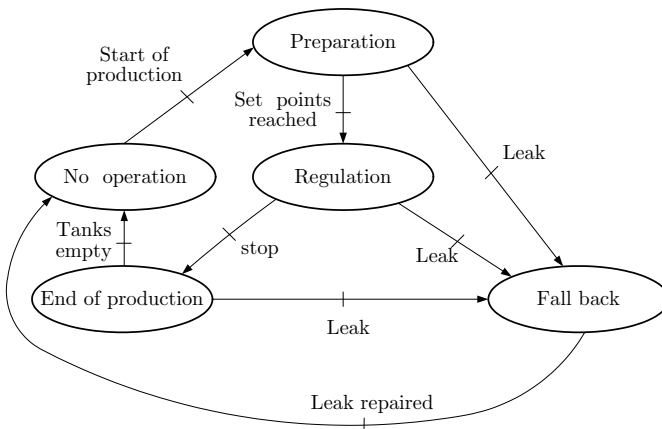 Preparation
Start of
production
Set points
reached
Leak
No operation
Regulation
Tanks
empty
stop
Leak
End of production
Fall back
Leak
Leak repaired